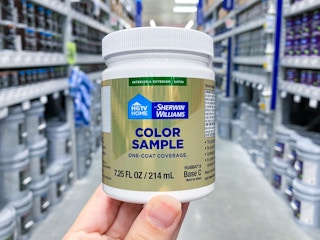 INTERIOR & EXTERIOR • SATIN
HGTV
HOME
SHERWIN
WILLIAMS
COLOR
SAMPLE
ONE-COAT COVERAGE
7.25 FL OZ / 214 mL
Base C